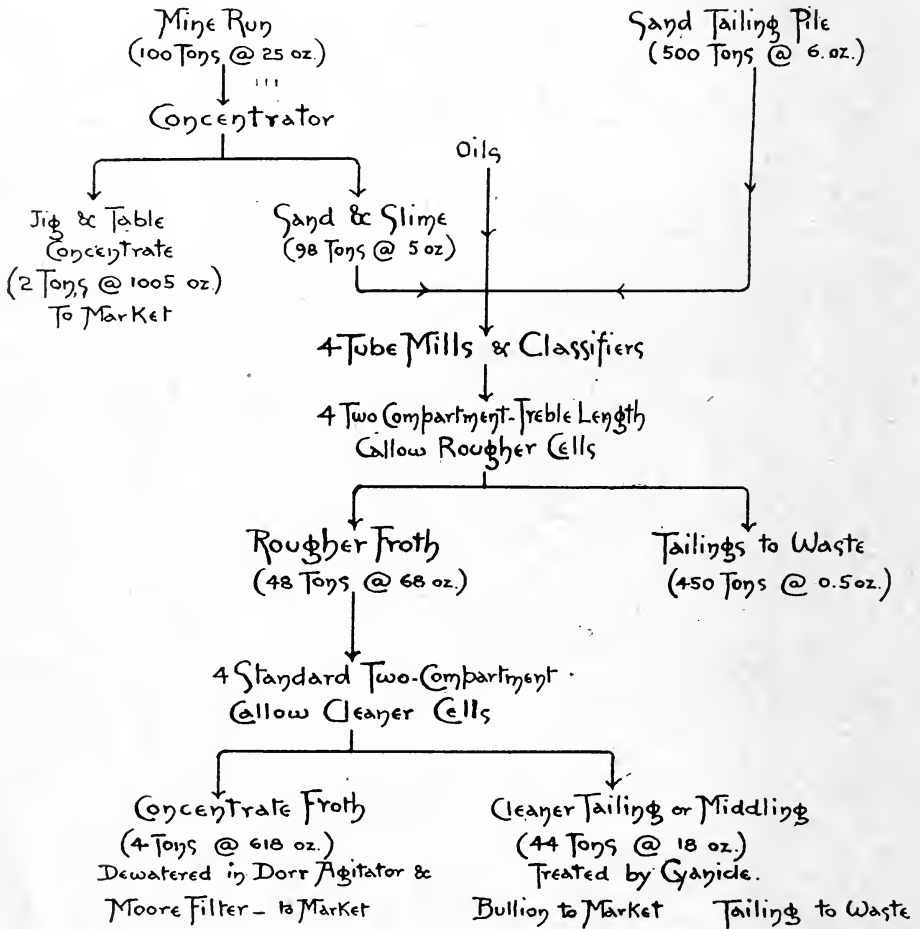 Mine Run
(100 Tons @ 25 oz.)
Concentrator
Jig & Table
Concentrate
(2 Tons @ 1005 oz.)
To Market
Sand & Slime
(98 Tons @ 5 oz)
Oils
Sand Tailing Pile
(500 Tons @ 6. oz.)
4 Tube Mills & Classifiers
4 Two Compartment-Treble Length
Callow Rougher Cells
Rougher Froth
(48 Tons @ 68 oz.)
Tailings to Waste
(450 Tons @ 0.5 oz.)
4 Standard Two-Compartment
Callow Cleaner Cells
Concentrate Froth
(4 Tons @ 618 oz.)
Dewatered in Dorr Agitator &
Moore Filter - to Market
Cleaner Tailing or Middling
(44 Tons @ 18 oz.)
Treated by Cyanide.
Bullion to Market Tailing to Waste